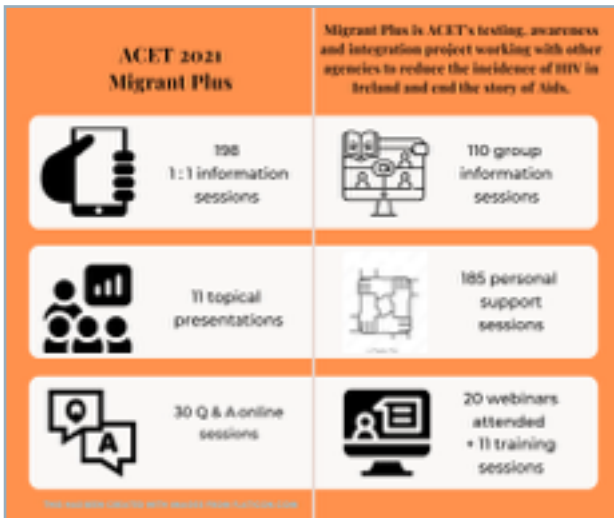 ACET 2021
Migrant Plus
Migrant Plus is ACET's testing, awareness
and integration project working with other
agencies to reduce the incidence of HIV in
Ireland and end the story of Aids.
198
1 : 1 information
sessions
110 group
information
sessions
11 topical
presentations
185 personal
support
sessions
Q
A
30 Q & A online
sessions
20 webinars
attended
+ 11 training
sessions